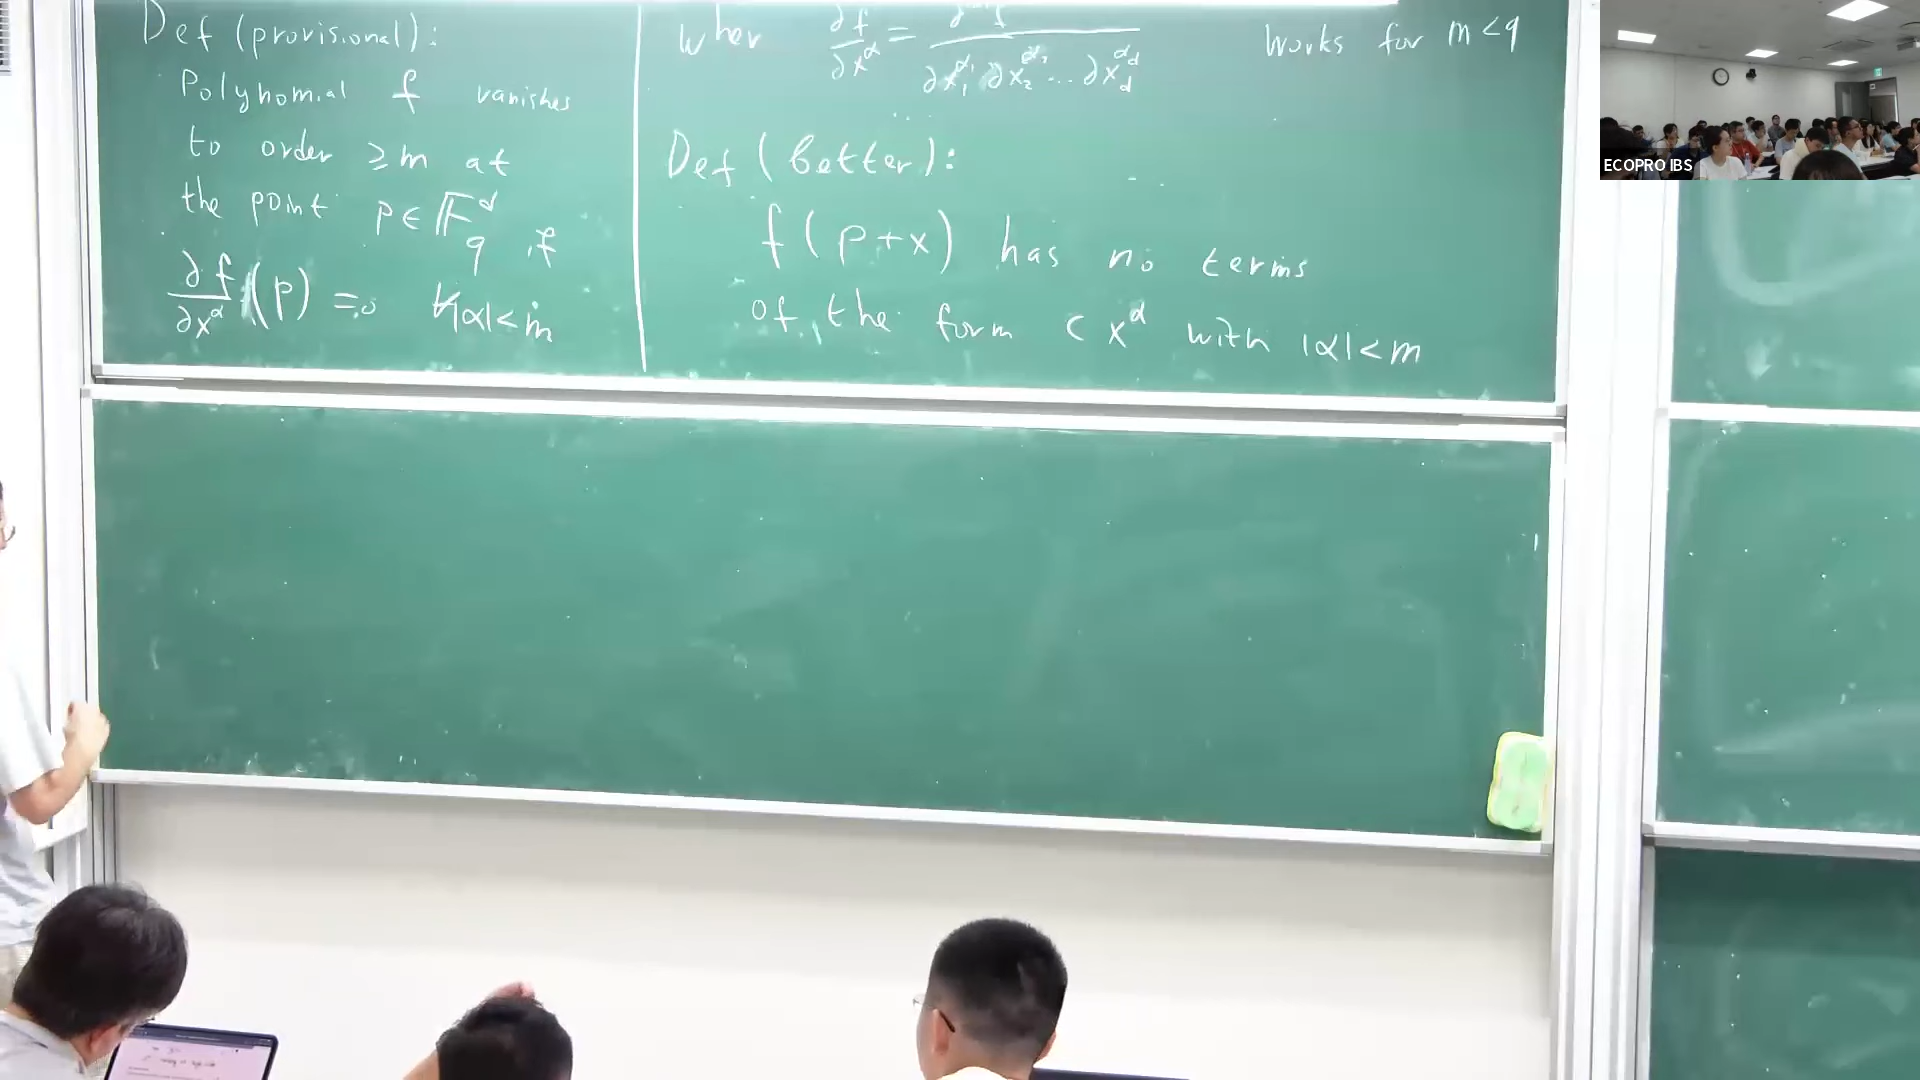 Def (provisional):
Polynomial f vanishes
to order ≥m at
the point p ∈ 𝔽_q^d if
∂f/∂x^α (p) = 0 ∀|α|<m
when ∂f/∂x^α = / ∂x_1^{α_1} ∂x_2^{α_2} ... ∂x_d^{α_d}
Works for m<q
Def (better):
f(p+x) has no terms
of the form c x^α with |α|<m
ECOPRO IBS